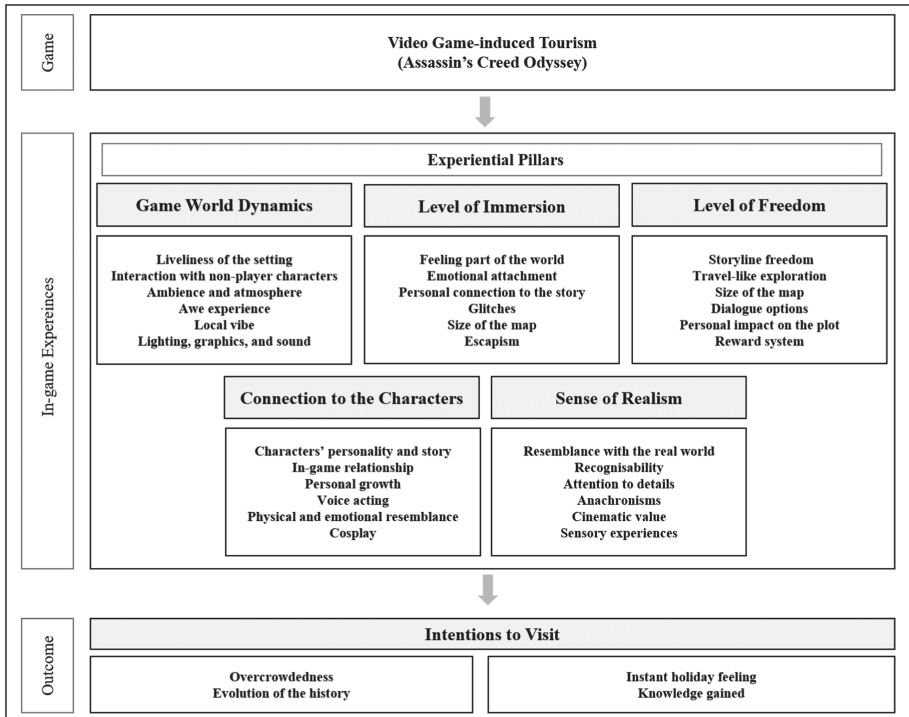 Game
Video Game-induced Tourism
(Assassin's Creed Odyssey)
In-game Expereinces
Experiential Pillars
Game World Dynamics
Liveliness of the setting
Interaction with non-player characters
Ambience and atmosphere
Awe experience
Local vibe
Lighting, graphics, and sound
Level of Immersion
Feeling part of the world
Emotional attachment
Personal connection to the story
Glitches
Size of the map
Escapism
Level of Freedom
Storyline freedom
Travel-like exploration
Size of the map
Dialogue options
Personal impact on the plot
Reward system
Connection to the Characters
Characters' personality and story
In-game relationship
Personal growth
Voice acting
Physical and emotional resemblance
Cosplay
Sense of Realism
Resemblance with the real world
Recognisability
Attention to details
Anachronisms
Cinematic value
Sensory experiences
Outcome
Intentions to Visit
Overcrowdedness
Evolution of the history
Instant holiday feeling
Knowledge gained